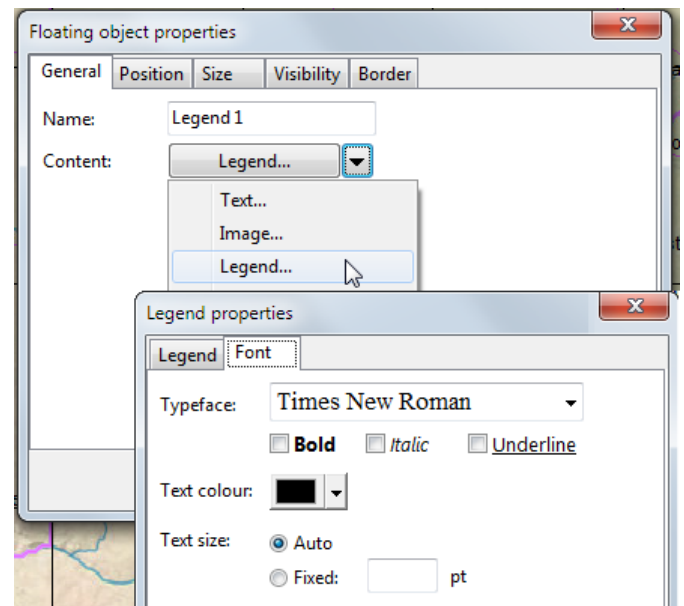 Floating object properties
General Position Size Visibility Border
Name: Legend 1
Content: Legend...
Text...
Image...
Legend...
Legend properties
Legend Font
Typeface: Times New Roman
Bold Italic Underline
Text colour:
Text size: Auto
Fixed: pt